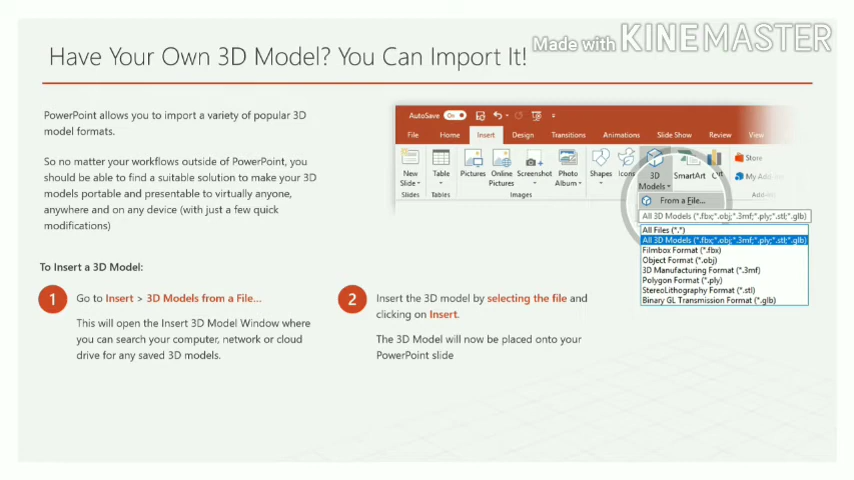 Have Your Own 3D Model? You Can Import It!
Made with KINEMASTER
PowerPoint allows you to import a variety of popular 3D
model formats.
So no matter your workflows outside of PowerPoint, you
should be able to find a suitable solution to make your 3D
models portable and presentable to virtually anyone,
anywhere and on any device (with just a few quick
modifications)
AutoSave On
File Home Insert Design Transitions Animations Slide Show Review View
New
Slide
Table
Pictures
Online
Pictures
Screenshot
Photo
Album
Shapes
Icons
3D
Models
SmartArt
Store
Slides Tables Images
From a File...
All 3D Models (*.fbx;*.obj;*.3mf;*.ply;*.stl;*.glb)
All Files (*.*)
All 3D Models (*.fbx;*.obj;*.3mf;*.ply;*.stl;*.glb)
Filmbox Format (*.fbx)
Object Format (*.obj)
3D Manufacturing Format (*.3mf)
Polygon Format (*.ply)
StereoLithography Format (*.stl)
Binary GL Transmission Format (*.glb)
To Insert a 3D Model:
1
Go to Insert > 3D Models from a File...
This will open the Insert 3D Model Window where
you can search your computer, network or cloud
drive for any saved 3D models.
2
Insert the 3D model by selecting the file and
clicking on Insert.
The 3D Model will now be placed onto your
PowerPoint slide